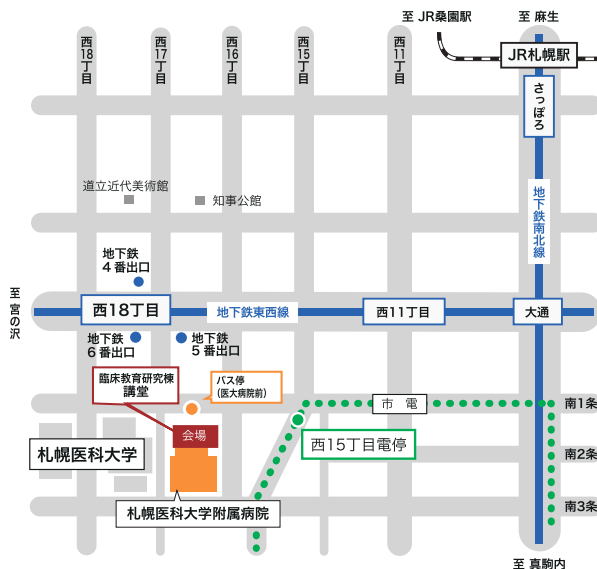 至 JR桑園駅
至 麻生
JR札幌駅
西18丁目
西17丁目
西16丁目
西15丁目
西11丁目
さっぽろ
道立近代美術館
知事公館
地下鉄南北線
地下鉄
4番出口
至 宮の沢
西18丁目
地下鉄東西線
西11丁目
大通
地下鉄
6番出口
地下鉄
5番出口
臨床教育研究棟
講堂
バス停
(医大病院前)
市電
南1条
会場
西15丁目電停
札幌医科大学
南2条
札幌医科大学附属病院
南3条
至 真駒内